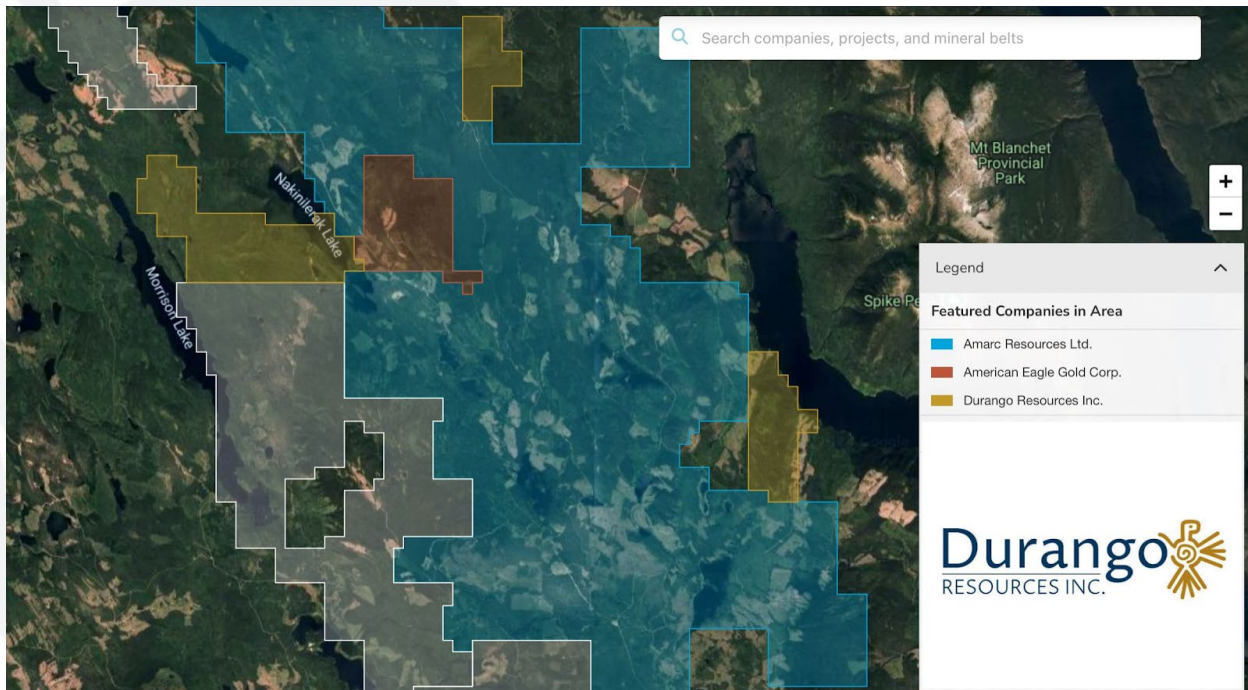 Search companies, projects, and mineral belts
Mt Blanchet
Provincial
Park
+
−
Nakinilerak Lake
Morrison Lake
Legend
Spike Pe
Featured Companies in Area
Amarc Resources Ltd.
American Eagle Gold Corp.
Durango Resources Inc.
Durango
RESOURCES INC.